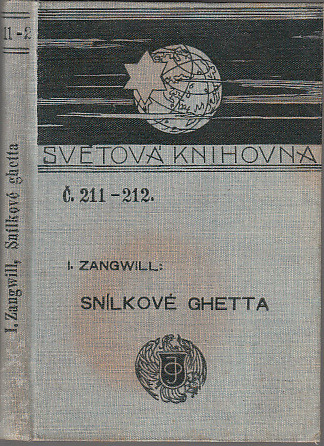 11-2
I. Zangwill, Snílkové ghetta
SVĚTOVÁ KNIHOVNA
Č. 211-212.
I. ZANGWILL:
SNÍLKOVÉ GHETTA